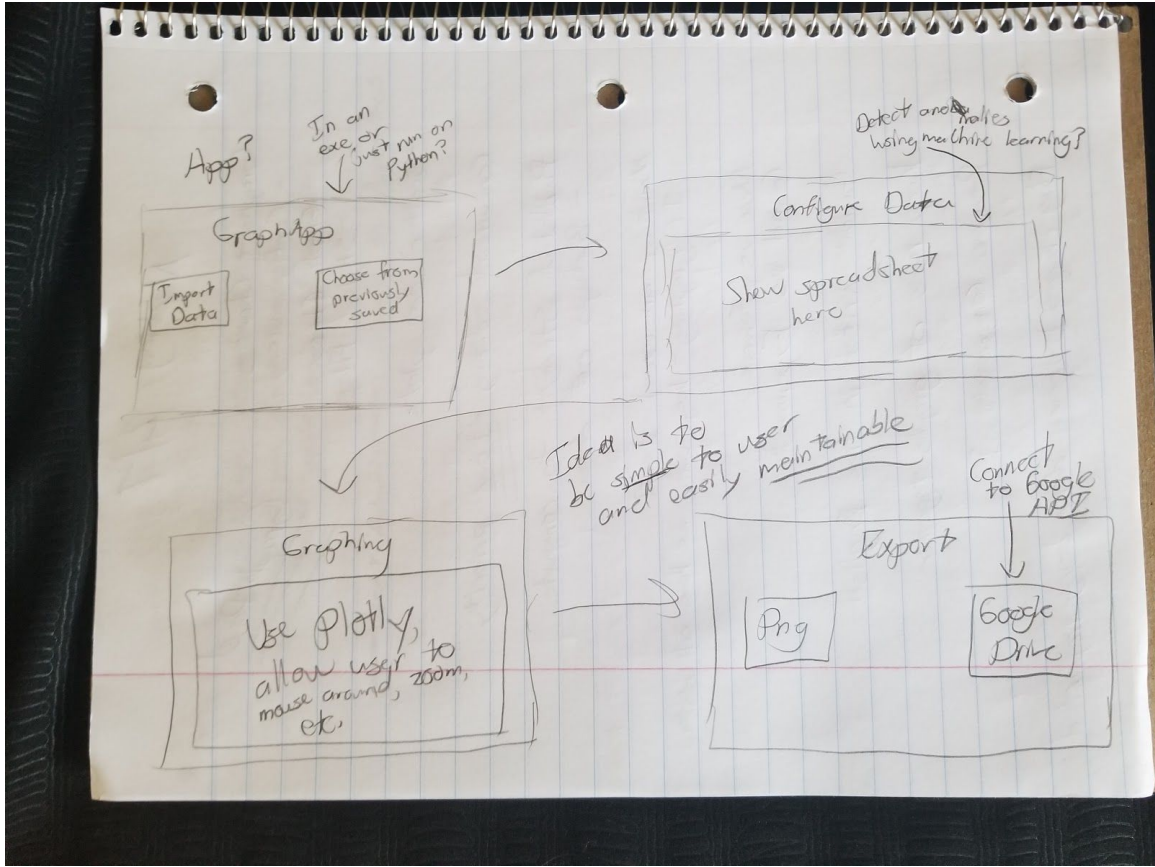 App?
In an
exe, or
just run on
Python?
GraphApp
Import
Data
Choose from
previously
saved
Detect anomalies
using machine learning?
Configure Data
Show spreadsheet
here
Idea is to
be simple to user
and easily maintainable
Graphing
Use Plotly,
allow user to
mouse around, zoom,
etc.
Connect
to Google
API
Export
Png
Google
Drive